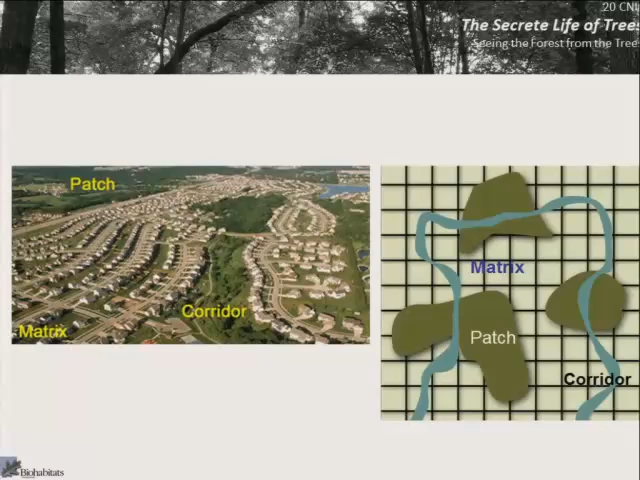 20 CNU
The Secrete Life of Trees
Seeing the Forest from the Trees
Patch
Corridor
Matrix
Matrix
Patch
Corridor
Biohabitats